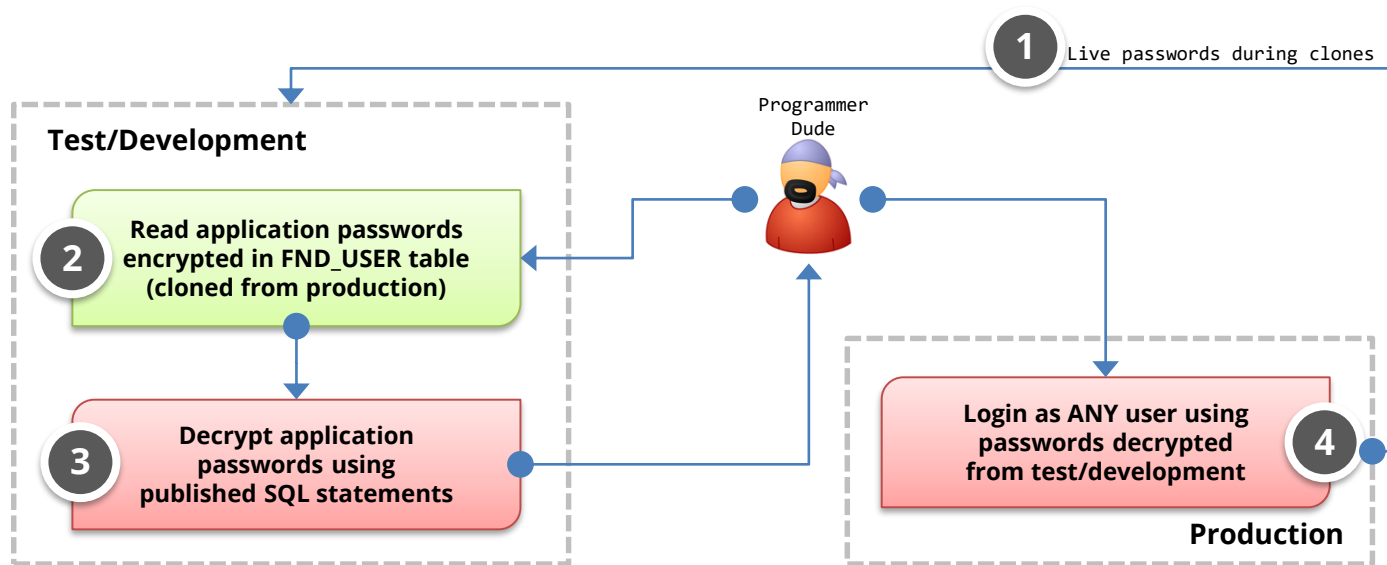 1
Live passwords during clones
Programmer
Dude
Test/Development
2
Read application passwords
encrypted in FND_USER table
(cloned from production)
3
Decrypt application
passwords using
published SQL statements
Login as ANY user using
passwords decrypted
from test/development
4
Production